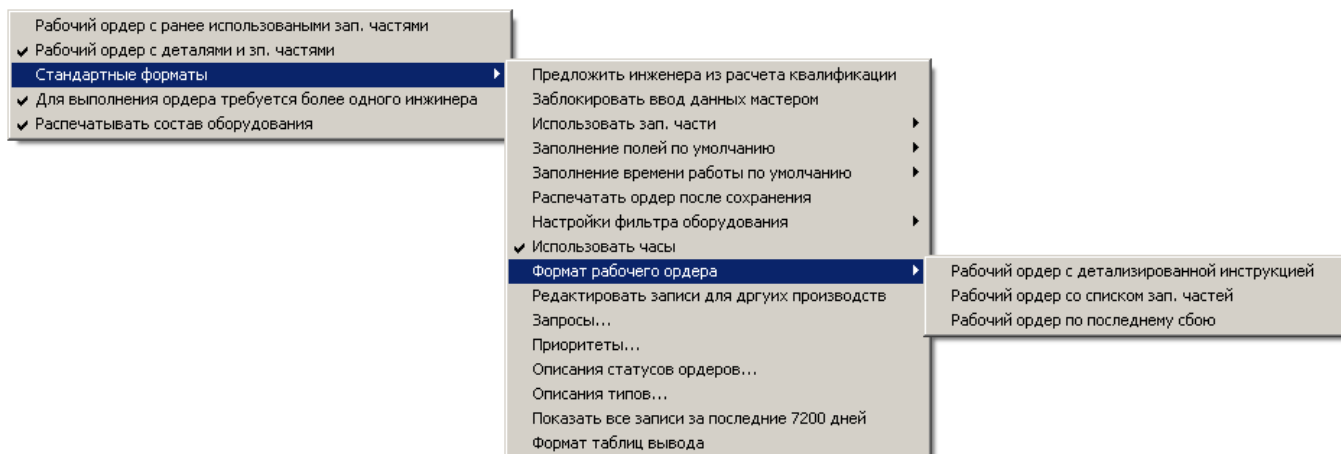 Рабочий ордер с ранее использоваными зап. частями
Рабочий ордер с деталями и зп. частями
Стандартные форматы
Для выполнения ордера требуется более одного инжинера
Распечатывать состав оборудования
Предложить инженера из расчета квалификации
Заблокировать ввод данных мастером
Использовать зап. части
Заполнение полей по умолчанию
Заполнение времени работы по умолчанию
Распечатать ордер после сохранения
Настройки фильтра оборудования
Использовать часы
Формат рабочего ордера
Редактировать записи для дргуих производств
Запросы...
Приоритеты...
Описания статусов ордеров...
Описания типов...
Показать все записи за последние 7200 дней
Формат таблиц вывода
Рабочий ордер с детализированной инструкцией
Рабочий ордер со списком зап. частей
Рабочий ордер по последнему сбою